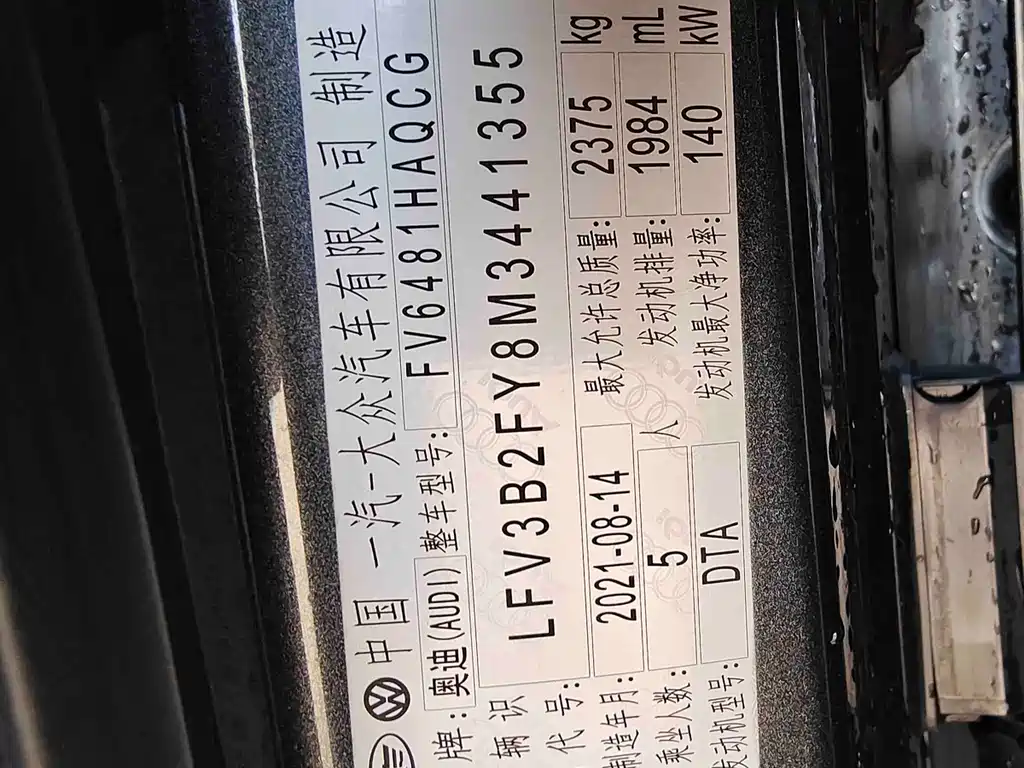 中国 一汽-大众汽车有限公司 制造
牌: 奥迪(AUDI) 整车型号: FV6481HAQCG
辆识代号: LFV3B2FY8M3441355
制造年月: 2021-08-14 最大允许总质量: 2375 kg
乘坐人数: 5 人 发动机排量: 1984 mL
发动机型号: DTA 发动机最大净功率: 140 kW